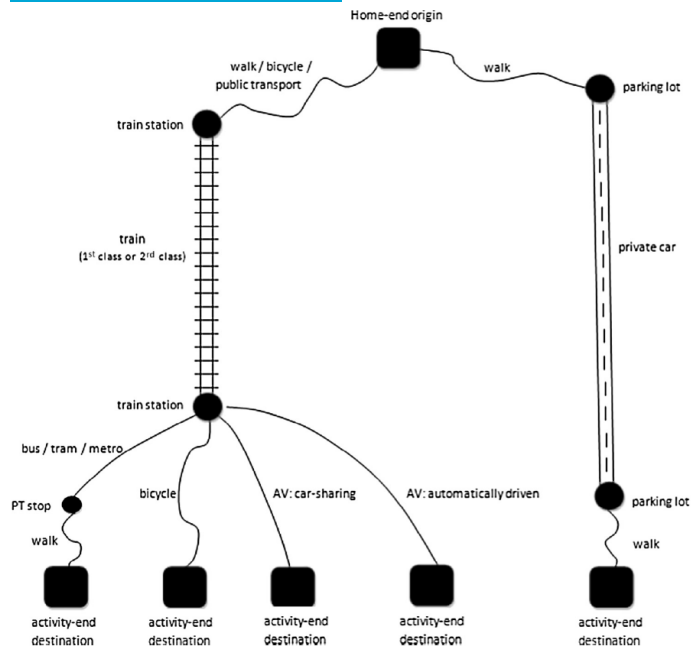 Home-end origin
walk / bicycle /
public transport
walk
parking lot
train station
train
(1st class or 2rd class)
private car
train station
bus / tram / metro
bicycle
AV: car-sharing
AV: automatically driven
PT stop
parking lot
walk
walk
activity-end
destination
activity-end
destination
activity-end
destination
activity-end
destination
activity-end
destination